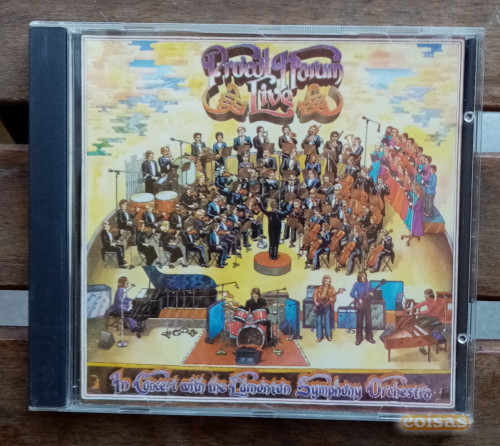 Procol Harum
Live
In Concert with the Edmonton Symphony Orchestra
coisas